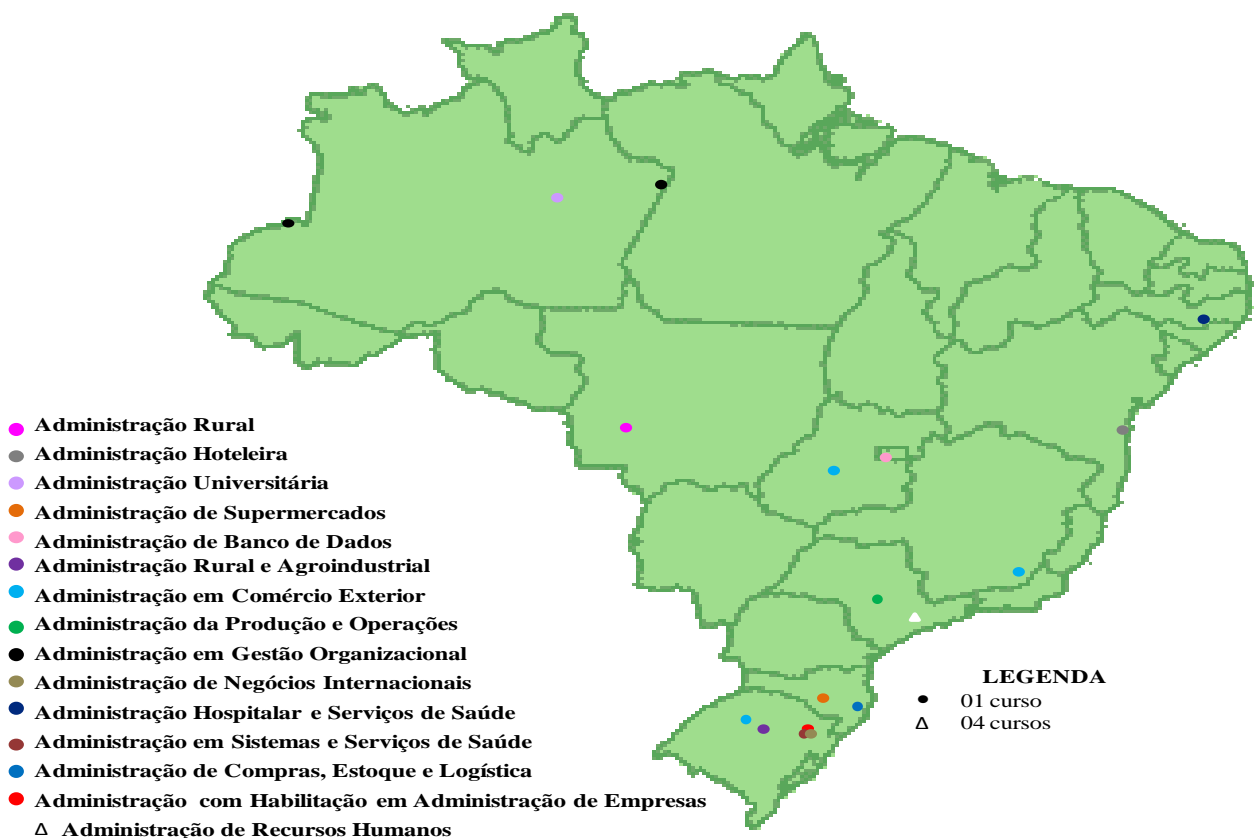 Administração Rural
Administração Hoteleira
Administração Universitária
Administração de Supermercados
Administração de Banco de Dados
Administração Rural e Agroindustrial
Administração em Comércio Exterior
Administração da Produção e Operações
Administração em Gestão Organizacional
Administração de Negócios Internacionais
Administração Hospitalar e Serviços de Saúde
Administração em Sistemas e Serviços de Saúde
Administração de Compras, Estoque e Logística
Administração com Habilitação em Administração de Empresas
Administração de Recursos Humanos
LEGENDA
01 curso
04 cursos